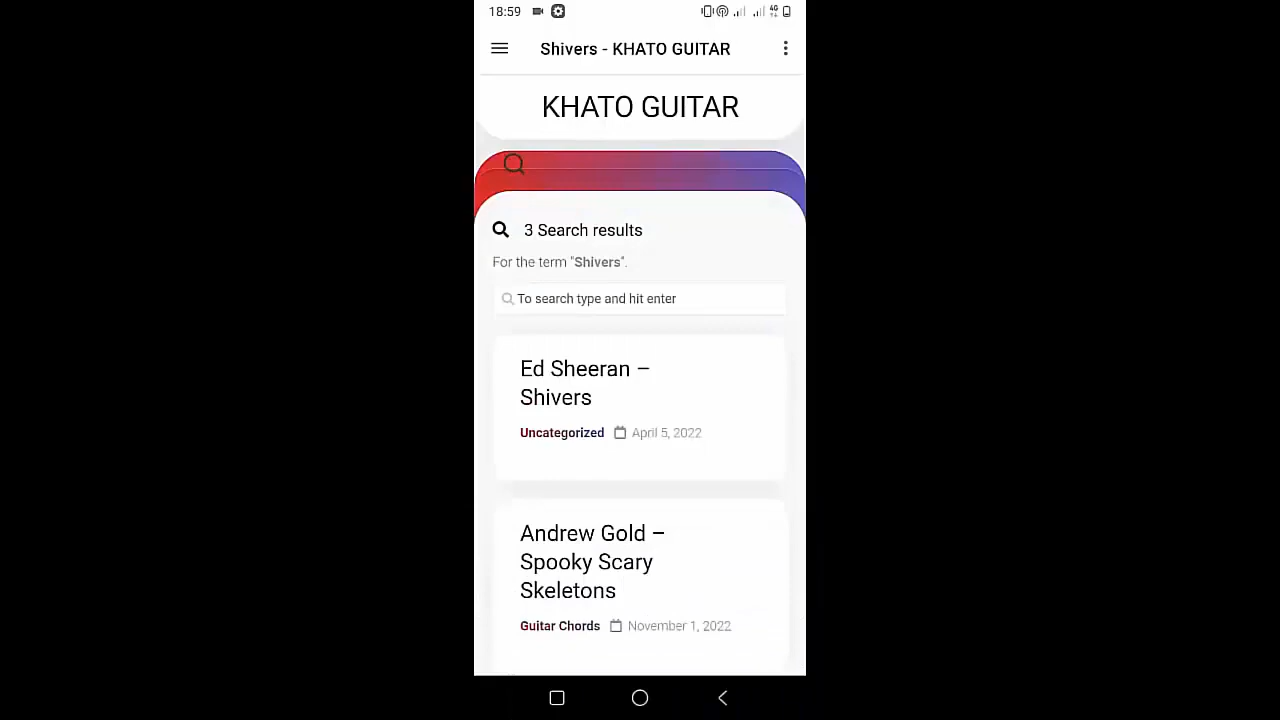 18:59
4G
Shivers - KHATO GUITAR
KHATO GUITAR
3 Search results
For the term "Shivers".
To search type and hit enter
Ed Sheeran –
Shivers
Uncategorized April 5, 2022
Andrew Gold –
Spooky Scary
Skeletons
Guitar Chords November 1, 2022